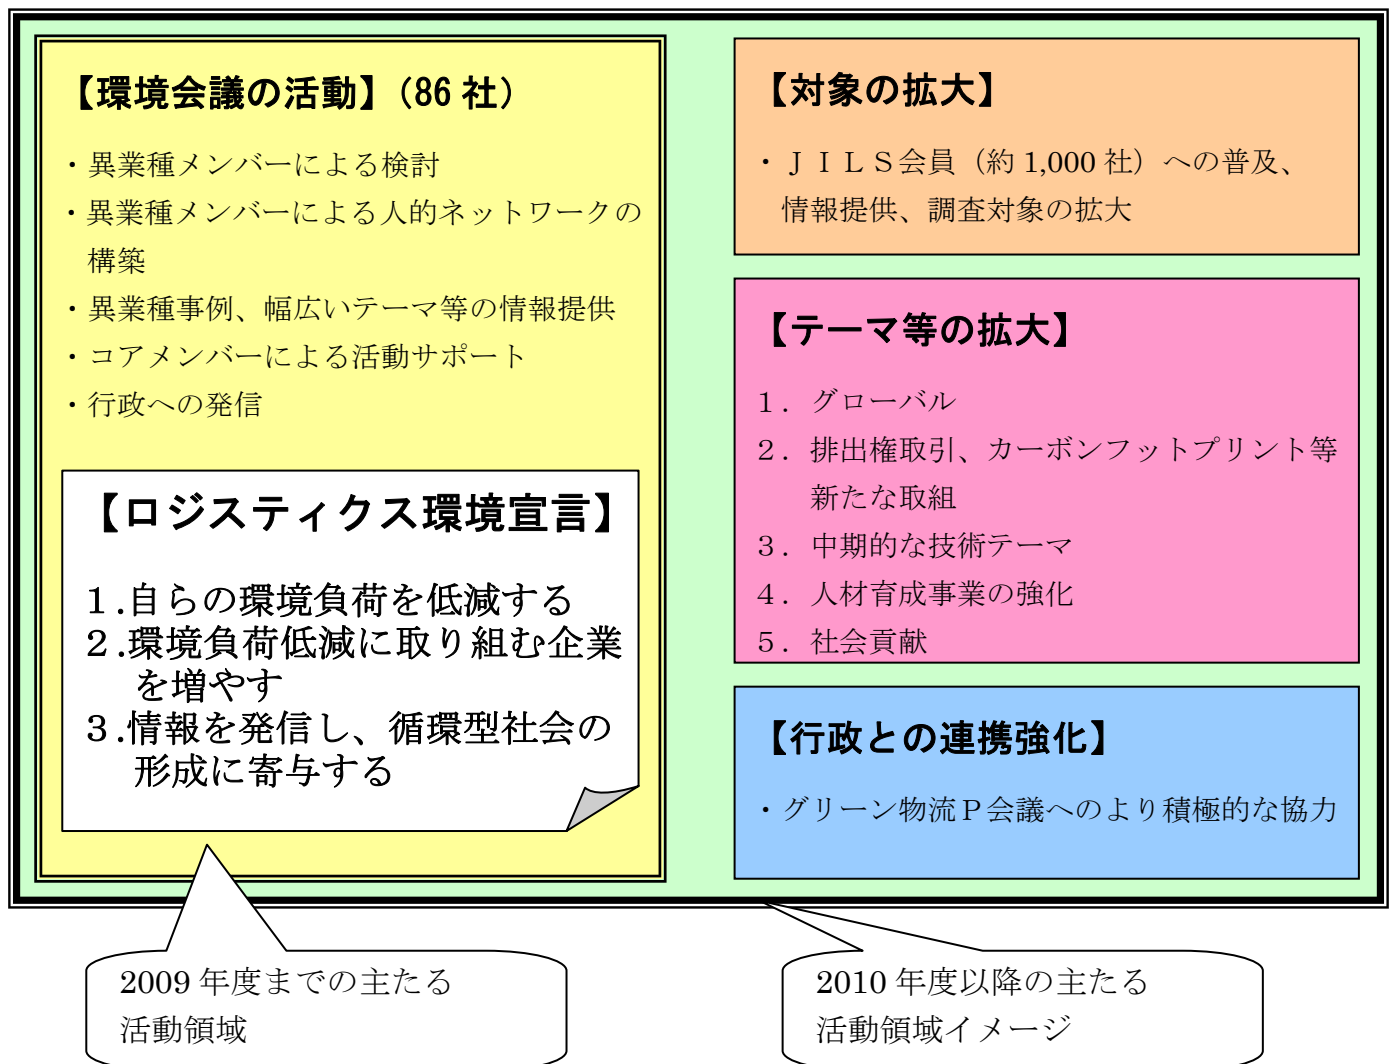 【環境会議の活動】（86 社）
・異業種メンバーによる検討
・異業種メンバーによる人的ネットワークの
構築
・異業種事例、幅広いテーマ等の情報提供
・コアメンバーによる活動サポート
・行政への発信
【ロジスティクス環境宣言】
１.自らの環境負荷を低減する
２.環境負荷低減に取り組む企業
を増やす
３.情報を発信し、循環型社会の
形成に寄与する
【対象の拡大】
・ＪＩＬＳ会員（約 1,000 社）への普及、
情報提供、調査対象の拡大
【テーマ等の拡大】
１．グローバル
２．排出権取引、カーボンフットプリント等
新たな取組
３．中期的な技術テーマ
４．人材育成事業の強化
５．社会貢献
【行政との連携強化】
・グリーン物流Ｐ会議へのより積極的な協力
2009 年度までの主たる
活動領域
2010 年度以降の主たる
活動領域イメージ